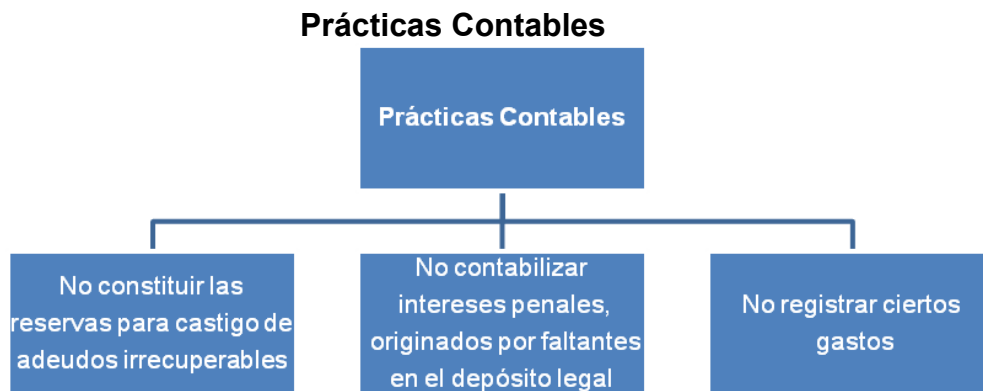 Prácticas Contables
Prácticas Contables
No constituir las
reservas para castigo de
adeudos irrecuperables
No contabilizar
intereses penales,
originados por faltantes
en el depósito legal
No registrar ciertos
gastos